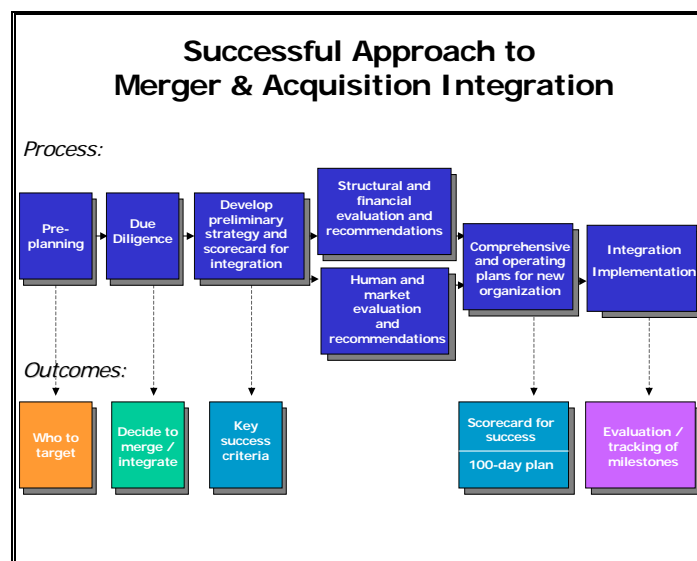 Successful Approach to
Merger & Acquisition Integration
Process:
Pre-
planning
Due
Diligence
Develop
preliminary
strategy and
scorecard for
integration
Structural and
financial
evaluation and
recommendations
Human and
market
evaluation
and
recommendations
Comprehensive
and operating
plans for new
organization
Integration
Implementation
Outcomes:
Who to
target
Decide to
merge /
integrate
Key
success
criteria
Scorecard for
success
100-day plan
Evaluation /
tracking of
milestones